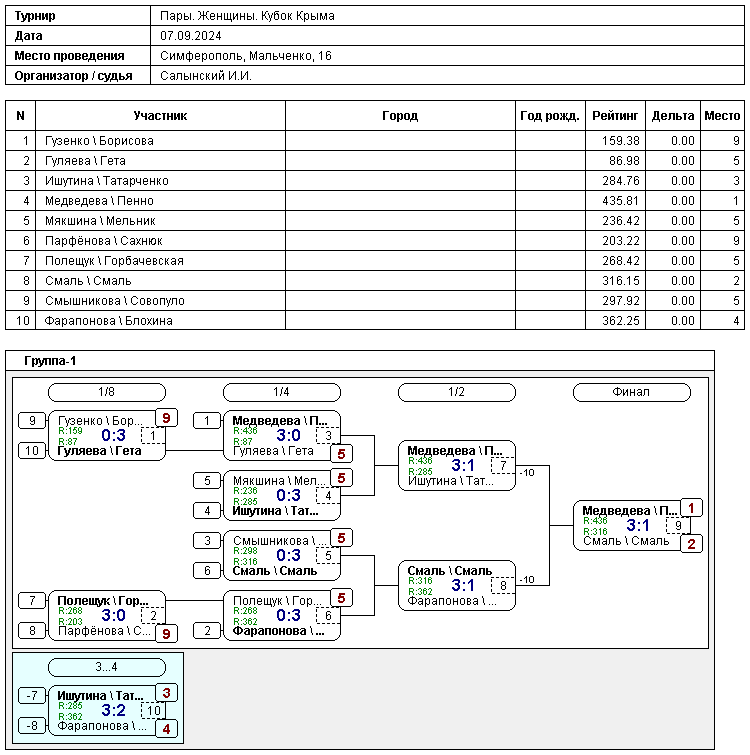 Турнир Пары. Женщины. Кубок Крыма
Дата 07.09.2024
Место проведения Симферополь, Мальченко, 16
Организатор / судья Салынский И.И.
N Участник Город Год рожд. Рейтинг Дельта Место
1 Гузенко \ Борисова 159.38 0.00 9
2 Гуляева \ Гета 86.98 0.00 5
3 Ишутина \ Татарченко 284.76 0.00 3
4 Медведева \ Пенно 435.81 0.00 1
5 Мякшина \ Мельник 236.42 0.00 5
6 Парфёнова \ Сахнюк 203.22 0.00 9
7 Полещук \ Горбачевская 268.42 0.00 5
8 Смаль \ Смаль 316.15 0.00 2
9 Смышникова \ Совопуло 297.92 0.00 5
10 Фарапонова \ Блохина 362.25 0.00 4
Группа-1
1/8 1/4 1/2 Финал
9 Гузенко \ Бор... 9
R:159 0:3 1
R:87
10 Гуляева \ Гета
1 Медведева \ П...
R:436 3:0 3
R:87
Гуляева \ Гета 5
5 Мякшина \ Мел... 5
R:236 0:3 4
R:285
4 Ишутина \ Тат...
Медведева \ П...
R:436 3:1 7 -10
R:285
Ишутина \ Тат...
3 Смышникова \ ... 5
R:298 0:3 5
R:316
6 Смаль \ Смаль
Медведева \ П... 1
R:436 3:1 9
R:316
Смаль \ Смаль 2
7 Полещук \ Гор...
R:268 3:0 2
R:203
8 Парфёнова \ С... 9
Полещук \ Гор... 5
R:268 0:3 6
R:362
2 Фарапонова \ ...
Смаль \ Смаль
R:316 3:1 8 -10
R:362
Фарапонова \ ...
3...4
-7 Ишутина \ Тат... 3
R:285 3:2 10
R:362
-8 Фарапонова \ ... 4